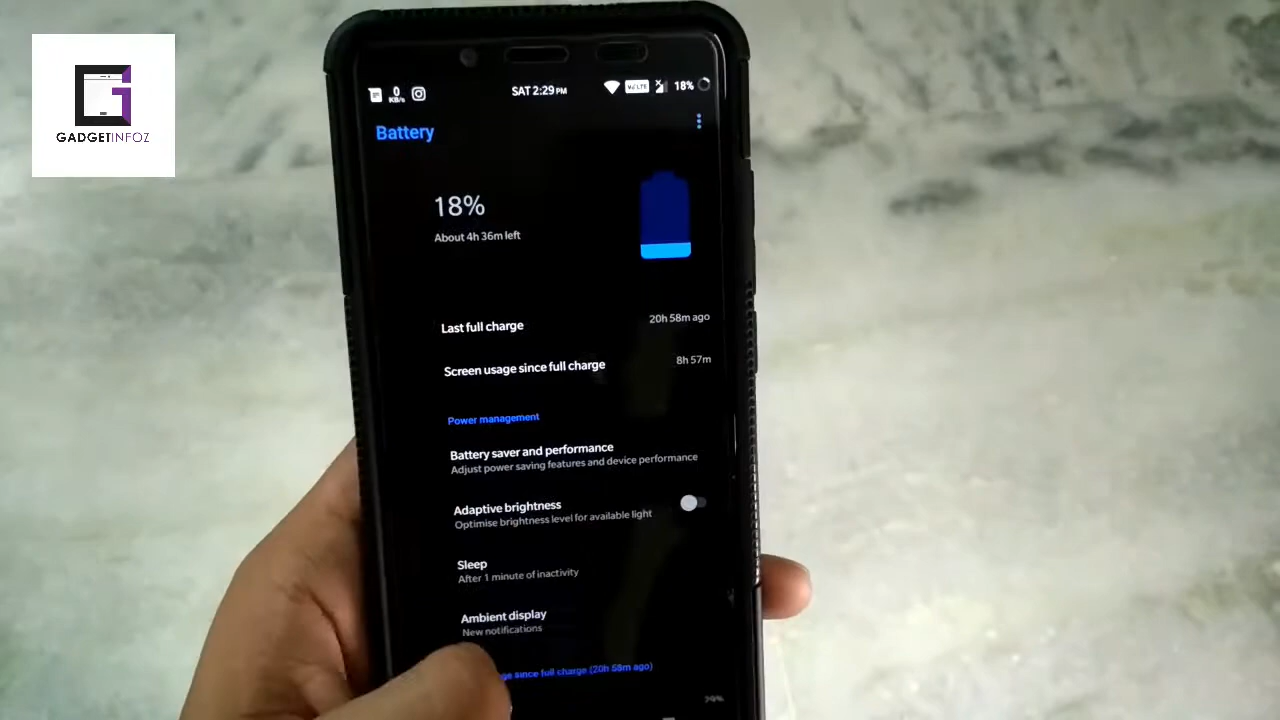 GADGETINFOZ
0
KB/s
SAT 2:29 PM
VoLTE
18%
Battery
18%
About 4h 36m left
Last full charge
20h 58m ago
Screen usage since full charge
8h 57m
Power management
Battery saver and performance
Adjust power saving features and device performance
Adaptive brightness
Optimise brightness level for available light
Sleep
After 1 minute of inactivity
Ambient display
New notifications
since full charge (20h 58m ago)